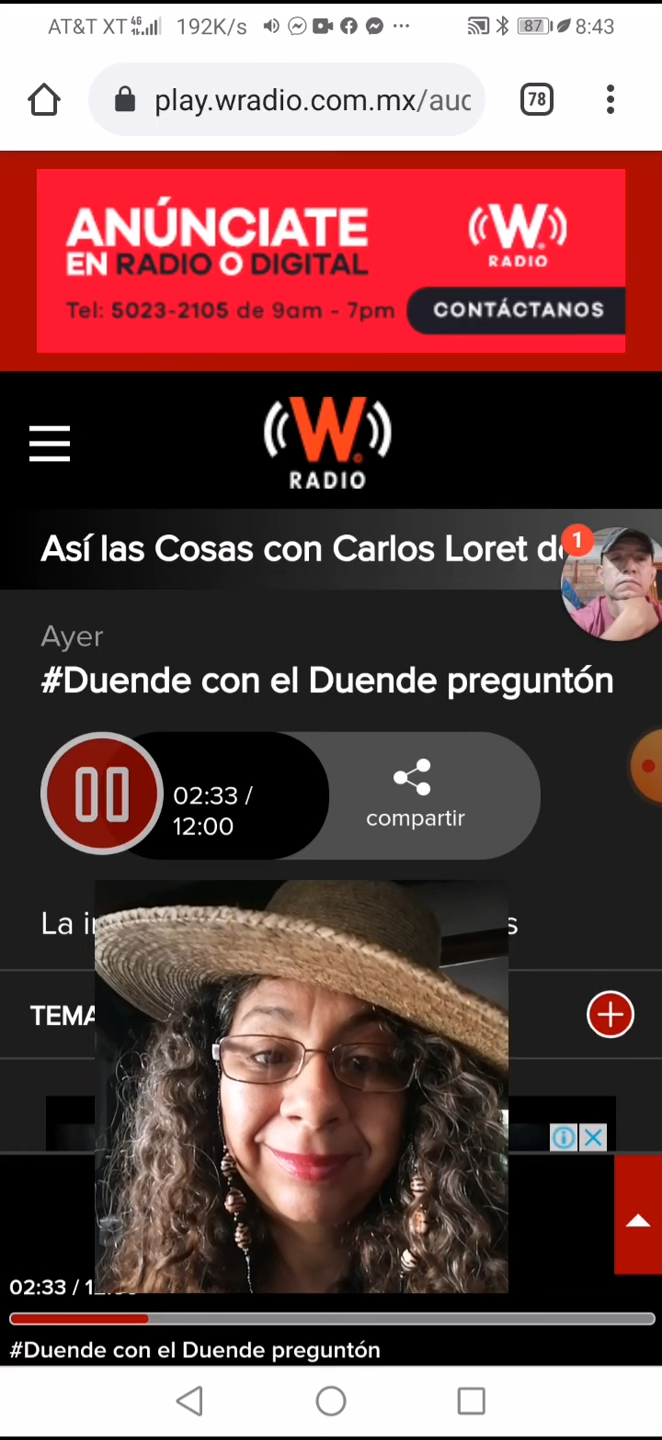 AT&T XT 4G 192K/s ... 87 8:43
play.wradio.com.mx/auc 78
ANÚNCIATE
EN RADIO O DIGITAL
Tel: 5023-2105 de 9am - 7pm
W
RADIO
CONTÁCTANOS
W
RADIO
Así las Cosas con Carlos Loret d
1
Ayer
#Duende con el Duende preguntón
02:33 /
12:00
compartir
La
TEMA
02:33 /
#Duende con el Duende preguntón